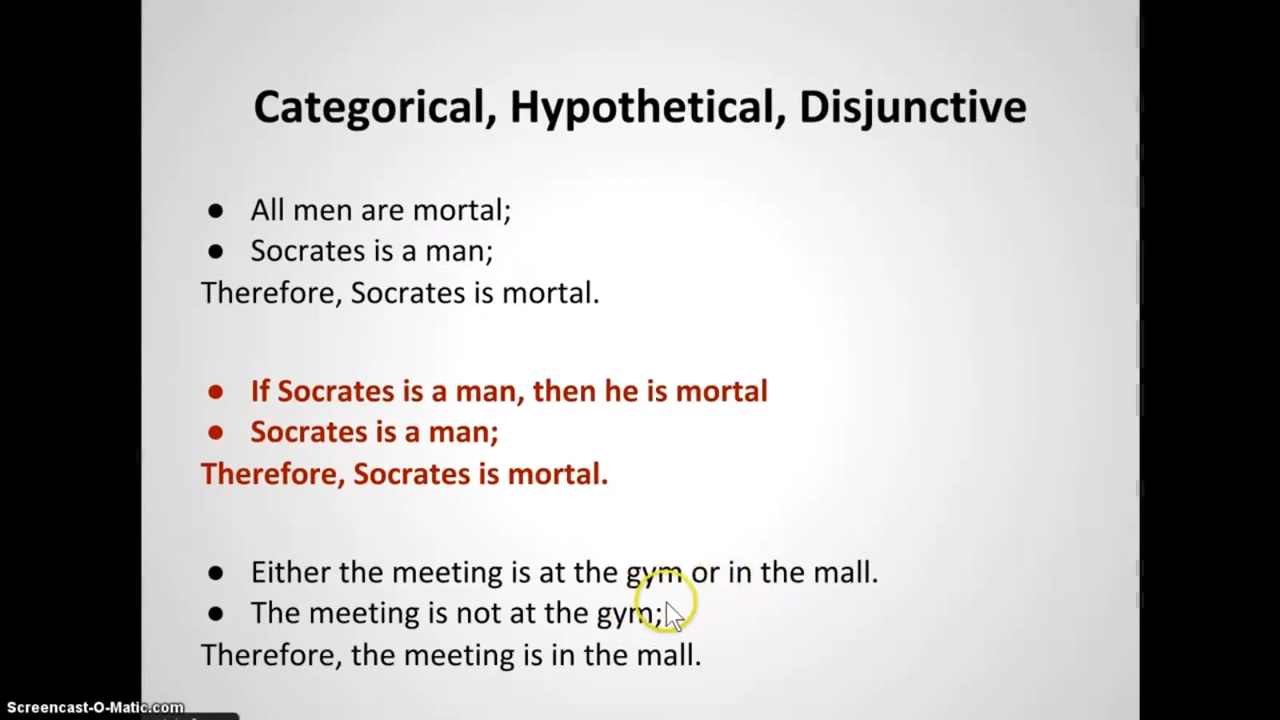 Categorical, Hypothetical, Disjunctive
● All men are mortal;
● Socrates is a man;
Therefore, Socrates is mortal.
● If Socrates is a man, then he is mortal
● Socrates is a man;
Therefore, Socrates is mortal.
● Either the meeting is at the gym or in the mall.
● The meeting is not at the gym;
Therefore, the meeting is in the mall.
Screencast-O-Matic.com